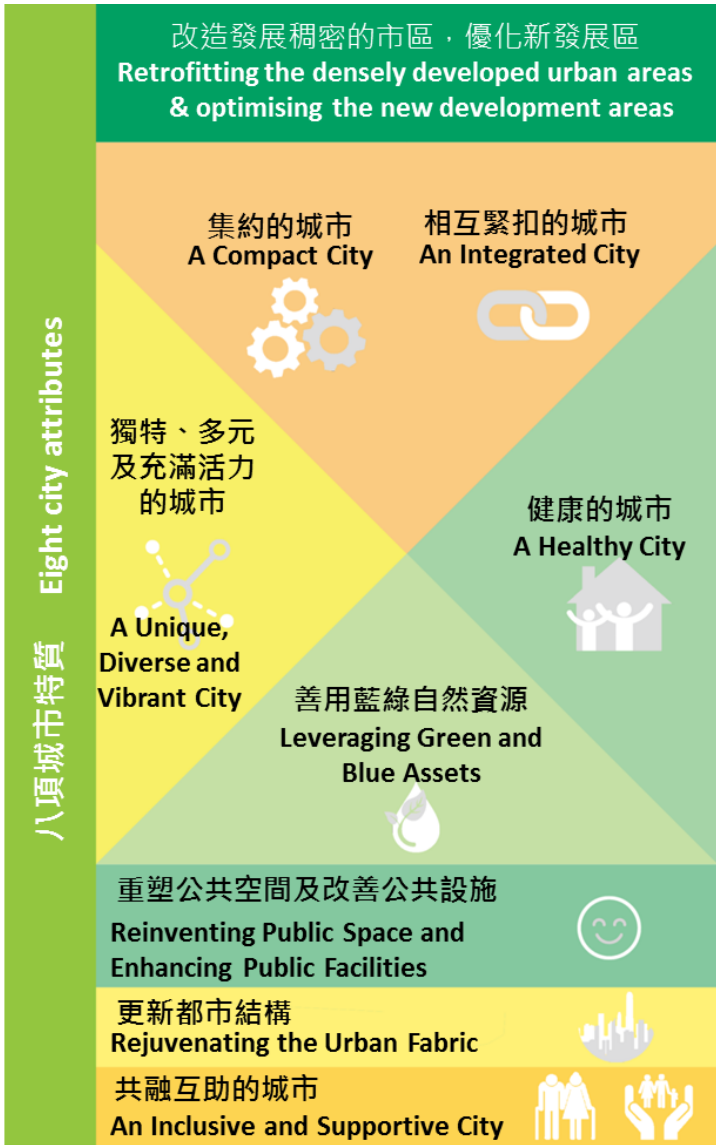 改造發展稠密的市區，優化新發展區
Retrofitting the densely developed urban areas
& optimising the new development areas
八項城市特質 Eight city attributes
集約的城市
A Compact City
相互緊扣的城市
An Integrated City
獨特、多元
及充滿活力
的城市
A Unique,
Diverse and
Vibrant City
健康的城市
A Healthy City
善用藍綠自然資源
Leveraging Green and
Blue Assets
重塑公共空間及改善公共設施
Reinventing Public Space and
Enhancing Public Facilities
更新都市結構
Rejuvenating the Urban Fabric
共融互助的城市
An Inclusive and Supportive City